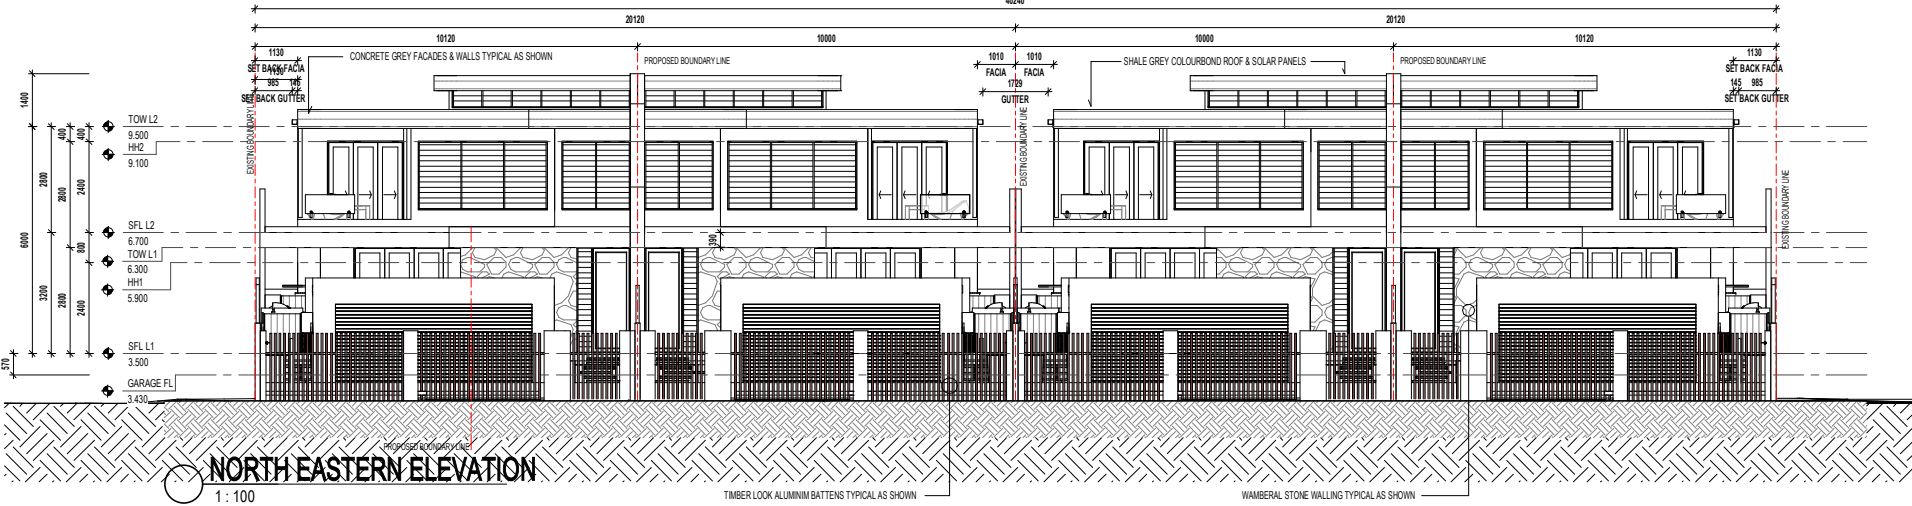 40240
20120
20120
10120
10000
10000
10120
1130
SET BACK FACIA
1130
985
145
SET BACK GUTTER
CONCRETE GREY FACADES & WALLS TYPICAL AS SHOWN
PROPOSED BOUNDARY LINE
1010
1010
FACIA
FACIA
1729
GUTTER
SHALE GREY COLOURBOND ROOF & SOLAR PANELS
PROPOSED BOUNDARY LINE
1130
SET BACK FACIA
145
985
SET BACK GUTTER
EXISTING BOUNDARY LINE
EXISTING BOUNDARY LINE
EXISTING BOUNDARY LINE
1400
6000
570
2800
3200
400
2800
2800
400
2400
800
2400
390
TOW L2
9.500
HH2
9.100
SFL L2
6.700
TOW L1
6.300
HH1
5.900
SFL L1
3.500
GARAGE FL
3.430
PROPOSED BOUNDARY LINE
NORTH EASTERN ELEVATION
1 : 100
TIMBER LOOK ALUMINIM BATTENS TYPICAL AS SHOWN
WAMBERAL STONE WALLING TYPICAL AS SHOWN